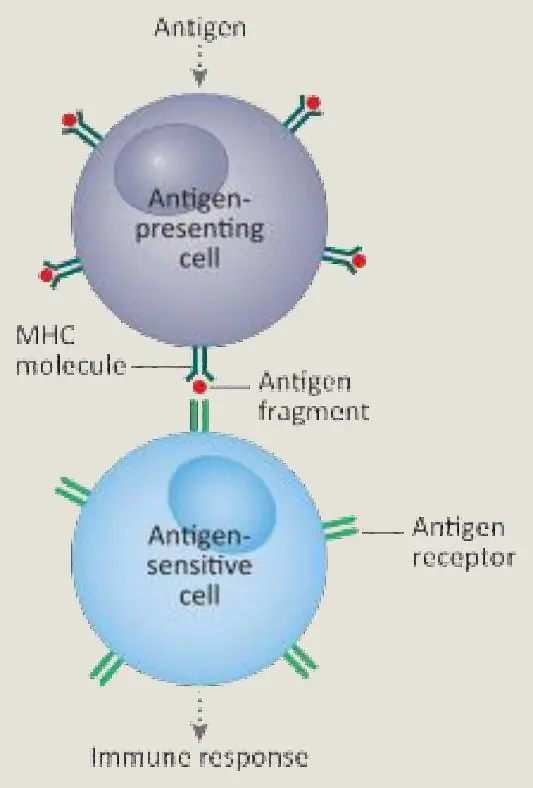 Antigen
Antigen-
presenting
cell
MHC
molecule
Antigen
fragment
Antigen-
sensitive
cell
Antigen
receptor
Immune response